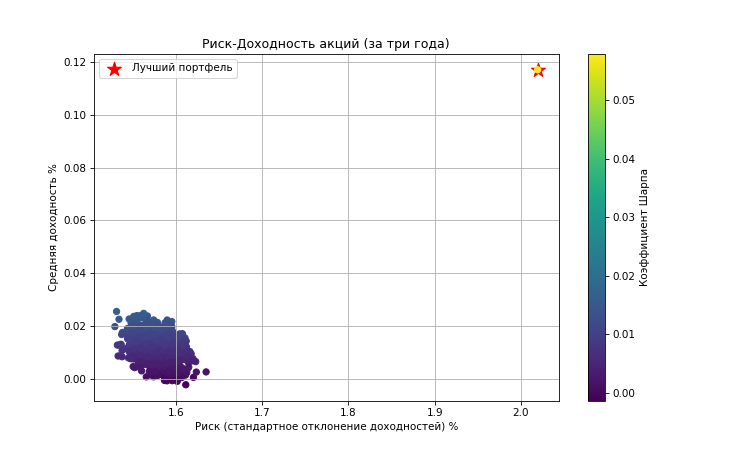 Риск-Доходность акций (за три года)
Лучший портфель
Средняя доходность %
0.12
0.10
0.08
0.06
0.04
0.02
0.00
1.6 1.7 1.8 1.9 2.0
Риск (стандартное отклонение доходностей) %
0.05
0.04
0.03
0.02
0.01
0.00
Коэффициент Шарпа